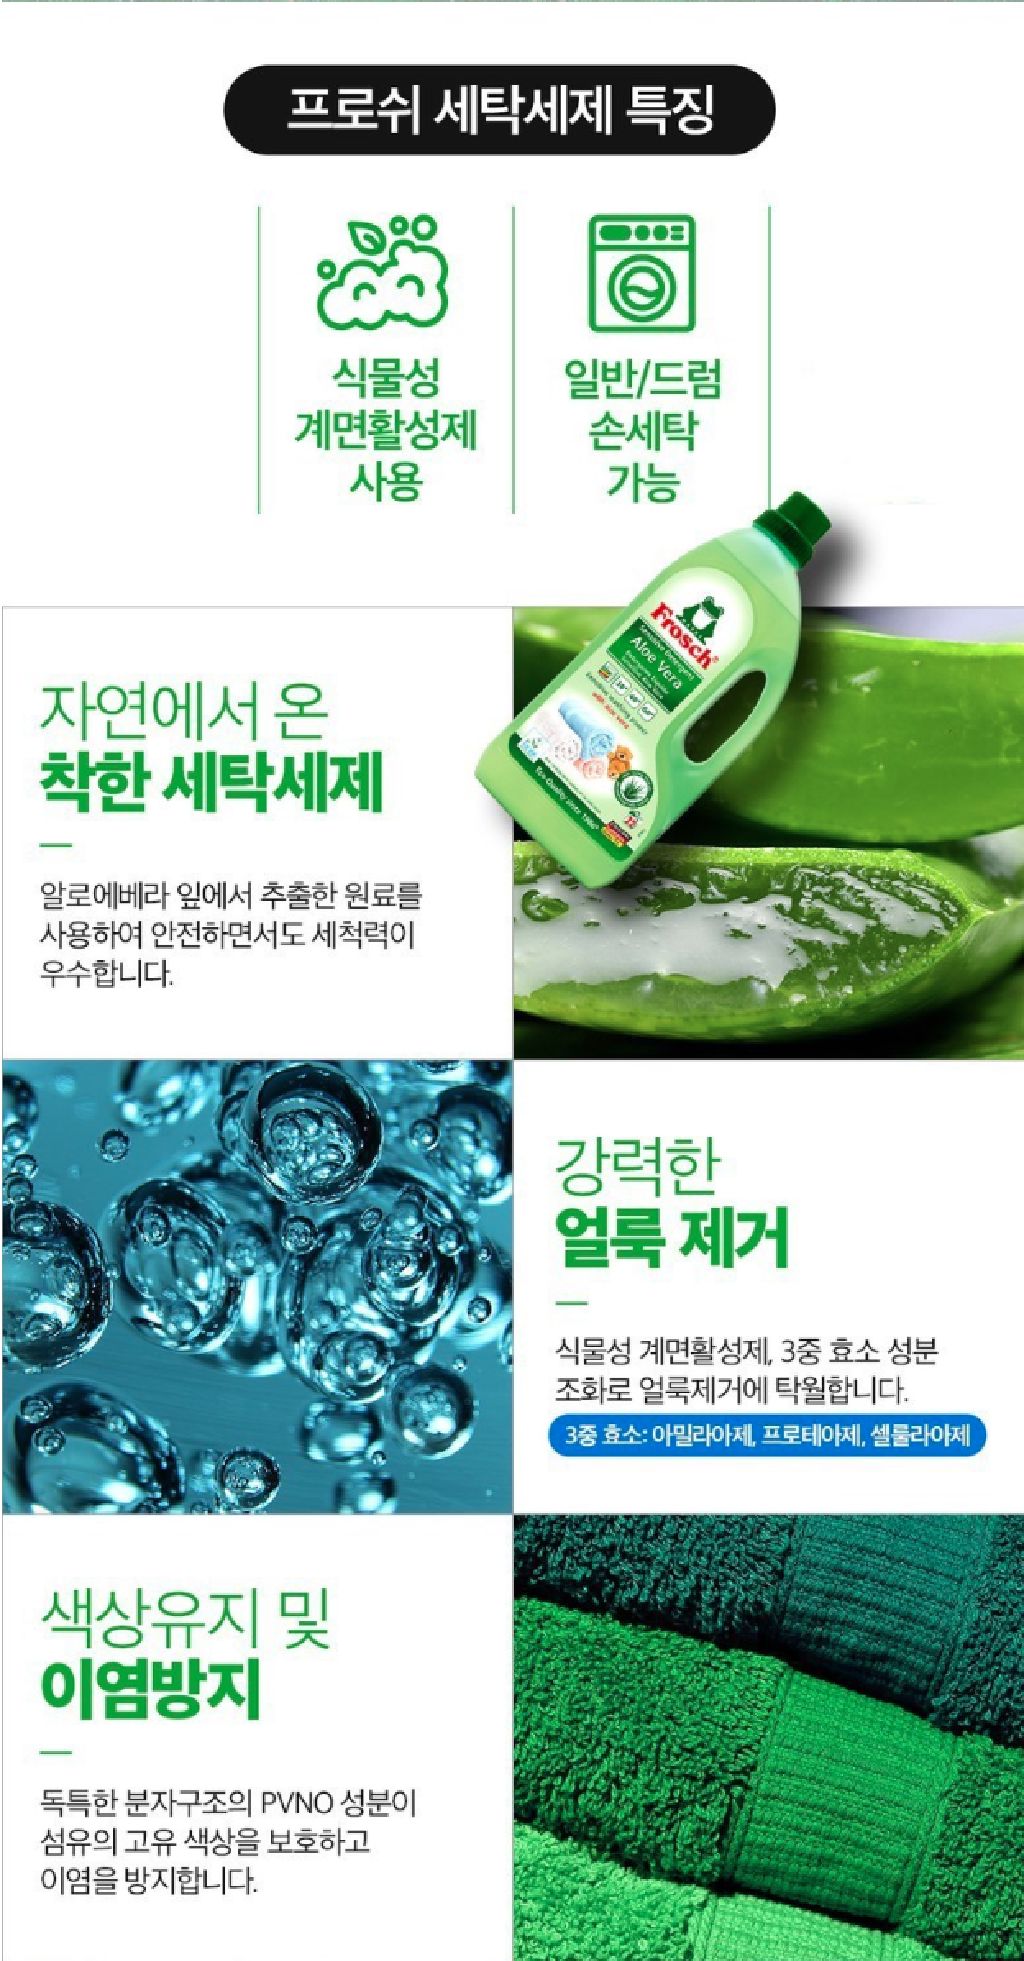 프로쉬 세탁세제 특징
식물성
계면활성제
사용
일반/드럼
손세탁
가능
Frosch
Aloe Vera
자연에서 온
착한 세탁세제
알로에베라 잎에서 추출한 원료를
사용하여 안전하면서도 세척력이
우수합니다.
강력한
얼룩 제거
식물성 계면활성제, 3중 효소 성분
조화로 얼룩제거에 탁월합니다.
3중 효소: 아밀라아제, 프로테아제, 셀룰라아제
색상유지 및
이염방지
독특한 분자구조의 PVNO 성분이
섬유의 고유 색상을 보호하고
이염을 방지합니다.